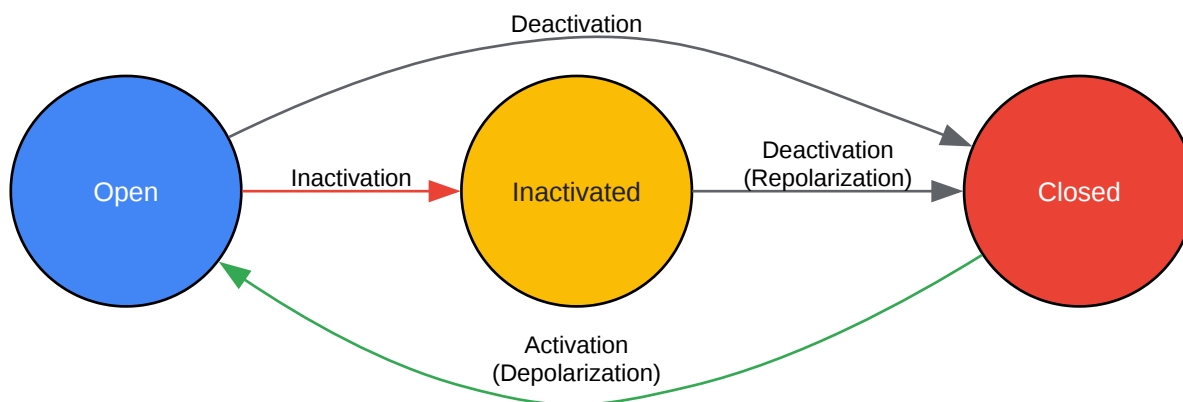 Deactivation
Open
Inactivation
Inactivated
Deactivation
(Repolarization)
Closed
Activation
(Depolarization)